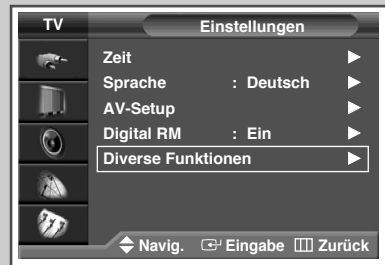 TV
Einstellungen
Zeit
Sprache : Deutsch
AV-Setup
Digital RM : Ein
Diverse Funktionen
Navig. Eingabe Zurück